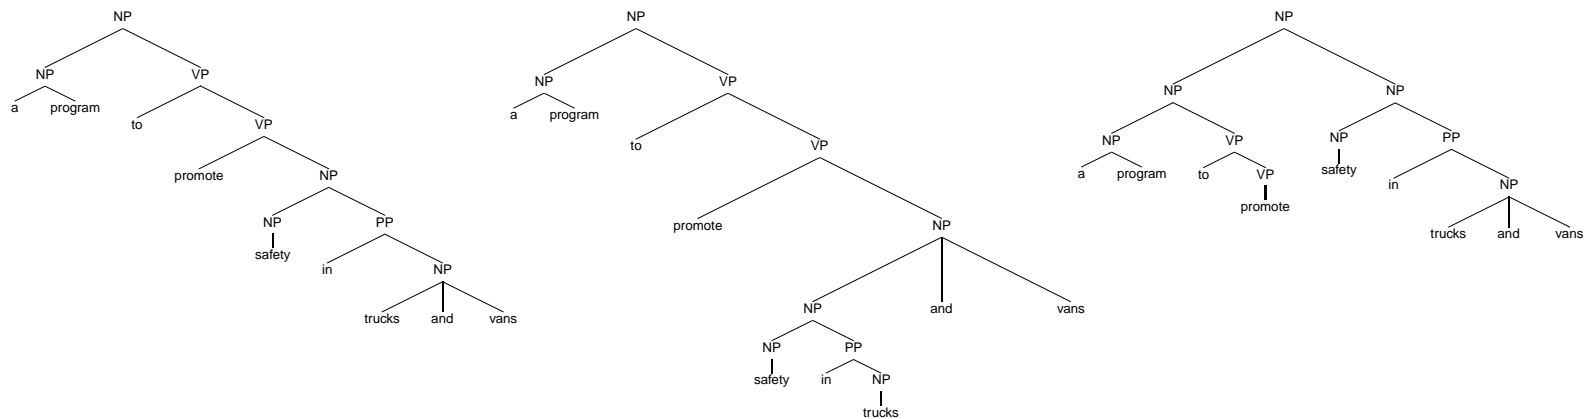 NP
NP VP
a program to VP
promote NP
NP PP
safety in NP
trucks and vans
NP
NP VP
a program to VP
promote NP
NP and vans
NP PP
safety in NP
trucks
NP
NP NP
NP VP NP PP
a program to VP safety in NP
promote trucks and vans